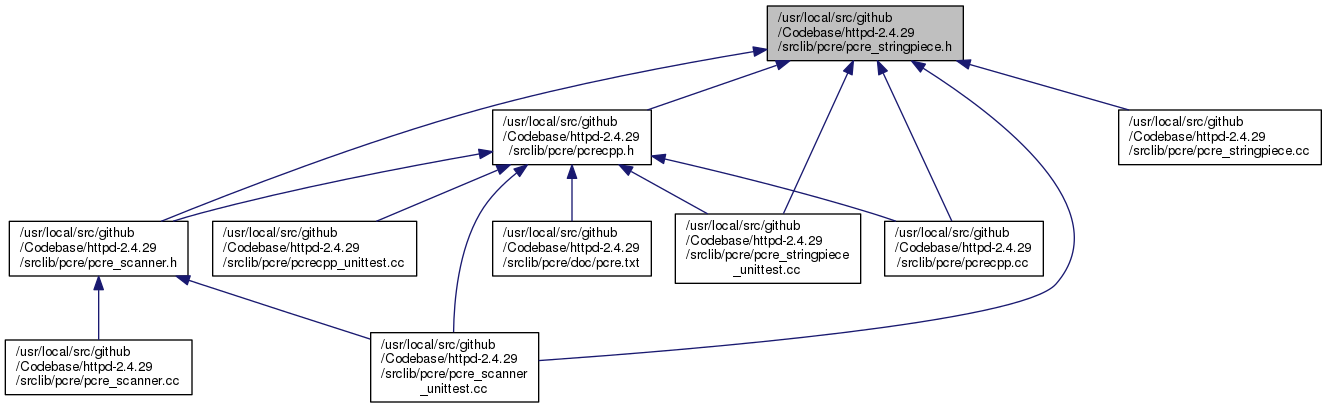 /usr/local/src/github
/Codebase/httpd-2.4.29
/srclib/pcre/pcre_stringpiece.h
/usr/local/src/github
/Codebase/httpd-2.4.29
/srclib/pcre/pcrecpp.h
/usr/local/src/github
/Codebase/httpd-2.4.29
/srclib/pcre/pcre_stringpiece.cc
/usr/local/src/github
/Codebase/httpd-2.4.29
/srclib/pcre/pcre_scanner.h
/usr/local/src/github
/Codebase/httpd-2.4.29
/srclib/pcre/pcrecpp_unittest.cc
/usr/local/src/github
/Codebase/httpd-2.4.29
/srclib/pcre/doc/pcre.txt
/usr/local/src/github
/Codebase/httpd-2.4.29
/srclib/pcre/pcre_stringpiece
_unittest.cc
/usr/local/src/github
/Codebase/httpd-2.4.29
/srclib/pcre/pcrecpp.cc
/usr/local/src/github
/Codebase/httpd-2.4.29
/srclib/pcre/pcre_scanner.cc
/usr/local/src/github
/Codebase/httpd-2.4.29
/srclib/pcre/pcre_scanner
_unittest.cc